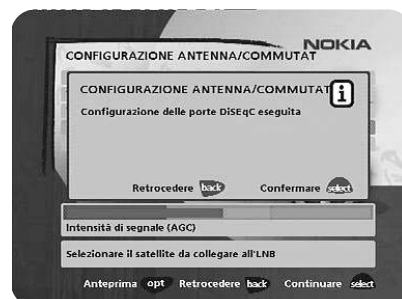 NOKIA
CONFIGURAZIONE ANTENNA/COMMUTAT
CONFIGURAZIONE ANTENNA/COMMUTAT
i
Configurazione delle porte DiSEqC eseguita
Retrocedere back Confermare select
Intensità di segnale (AGC)
Selezionare il satellite da collegare all'LNB
Anteprima opt Retrocedere back Continuare select